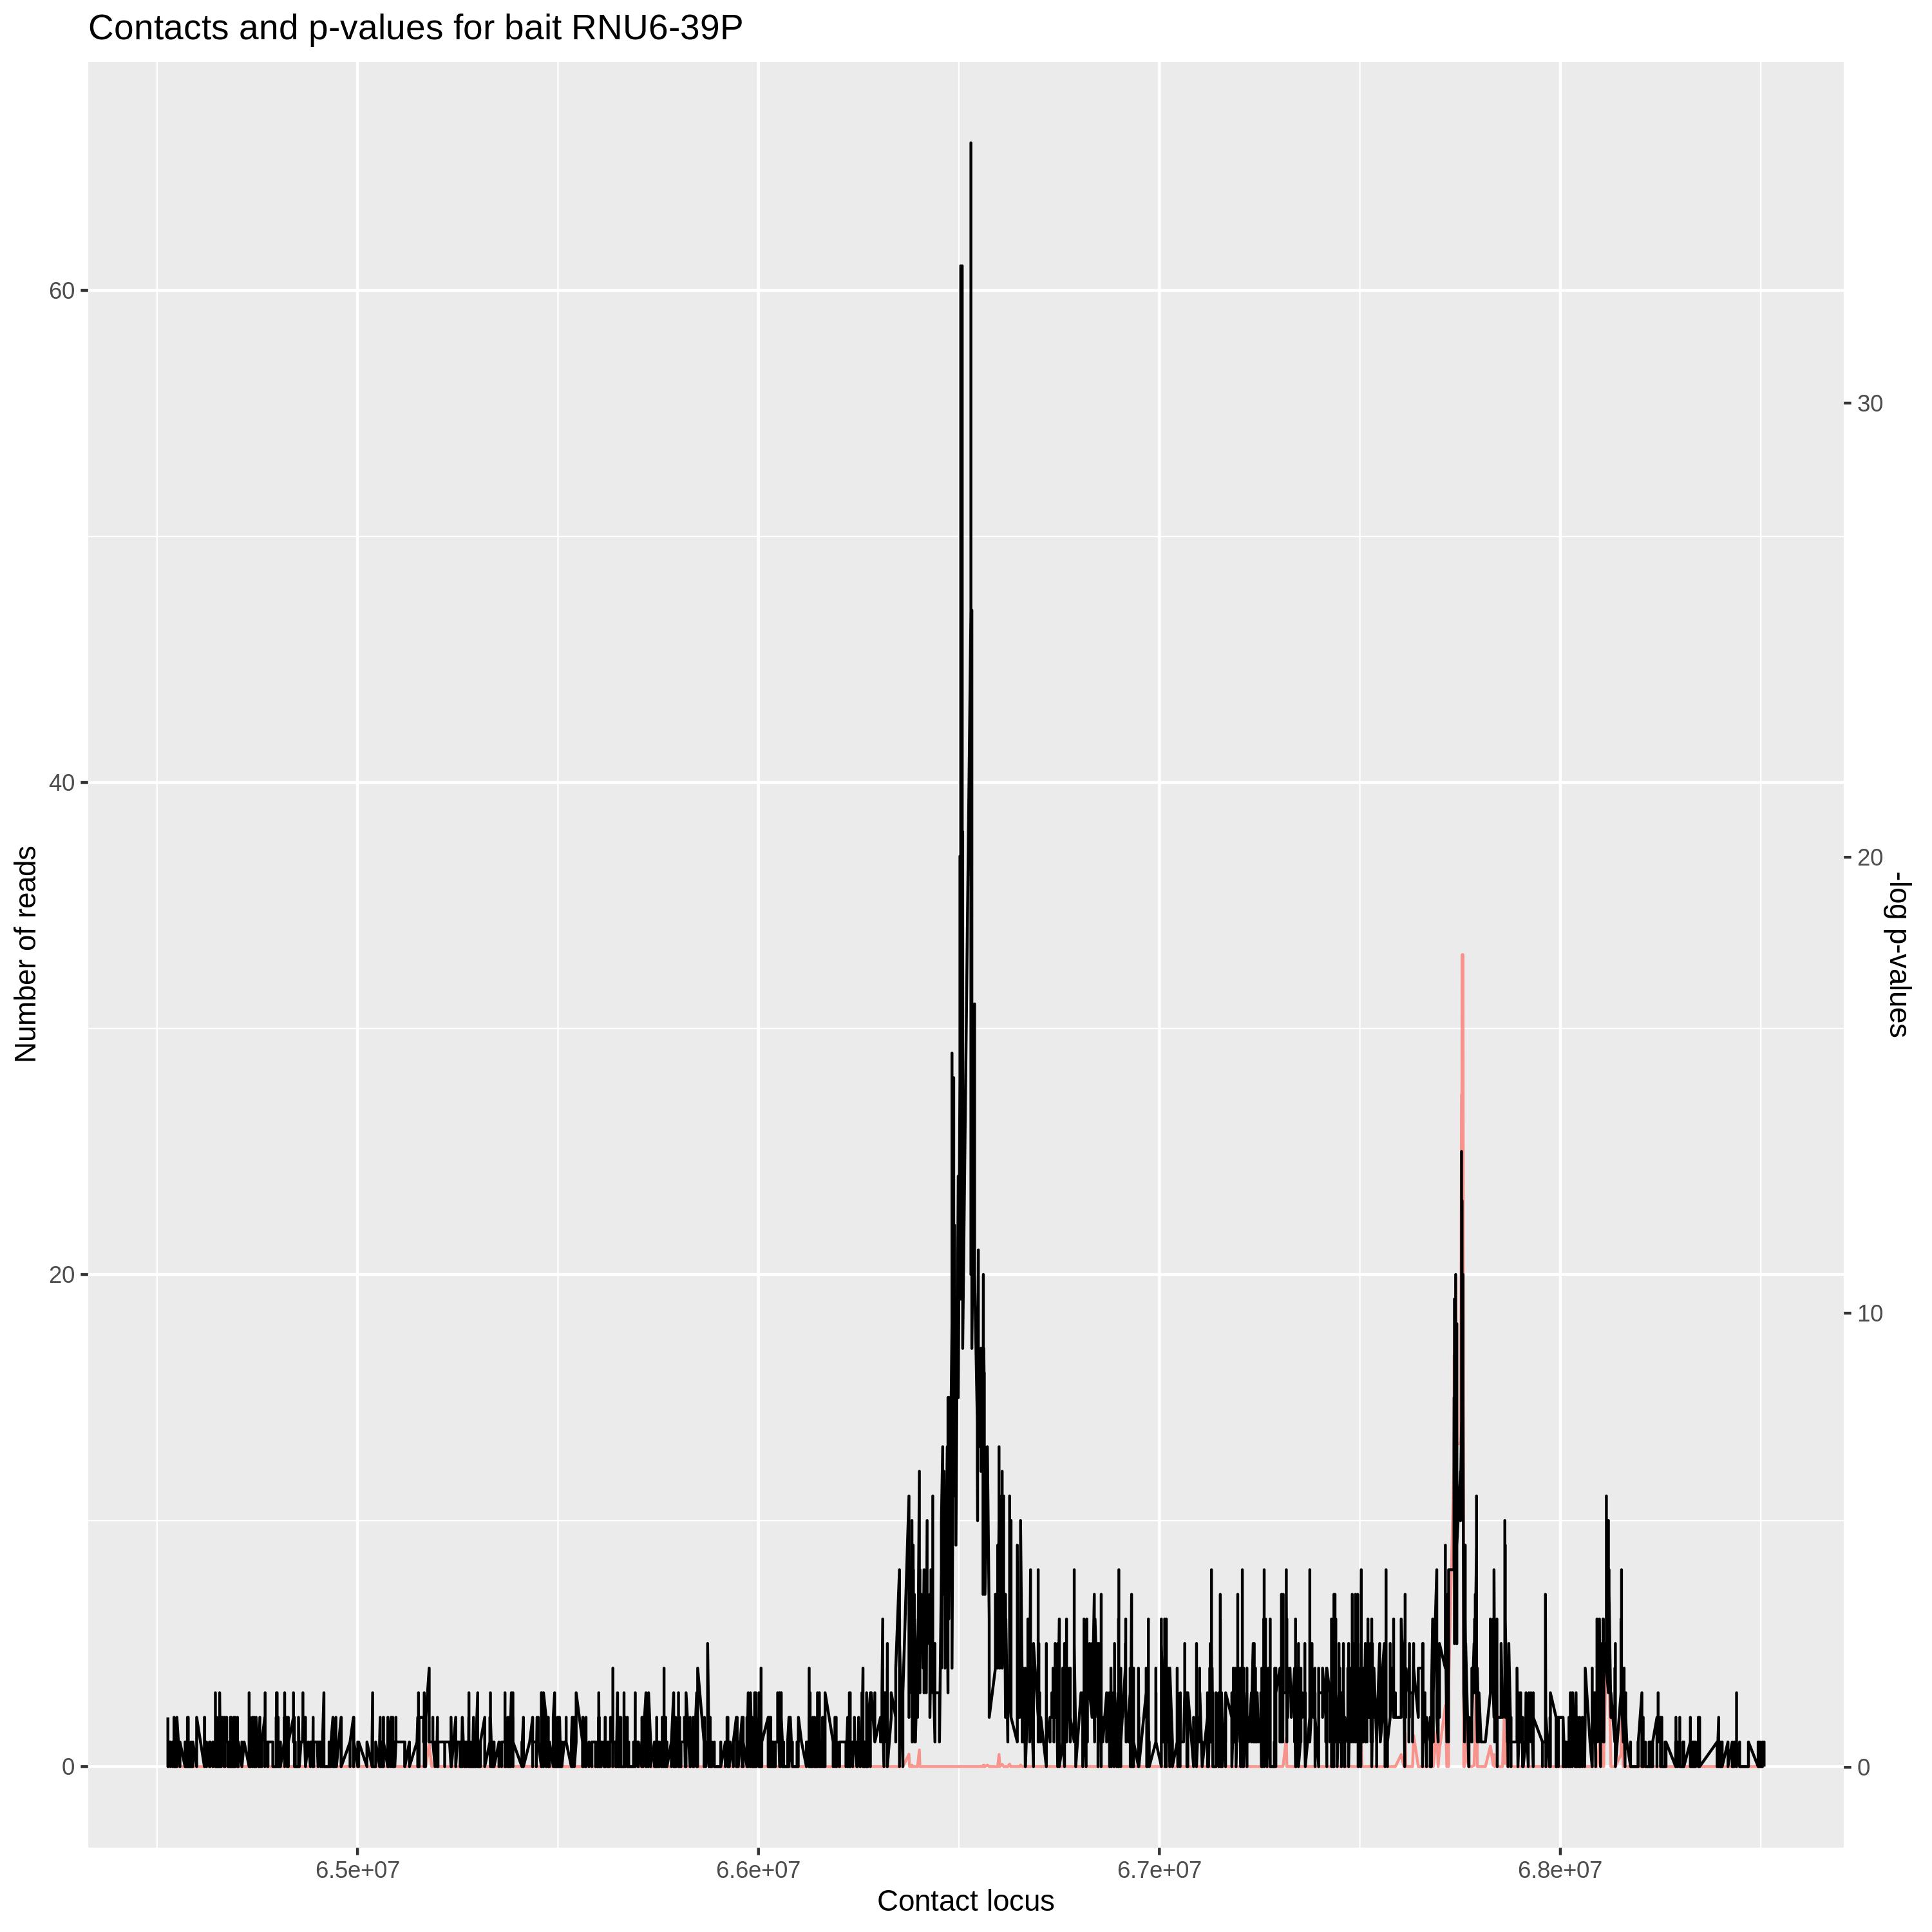 Contacts and p-values for bait RNU6-39P
60
40
20
0
Number of reads
30
20
10
0
-log p-values
6.5e+07
6.6e+07
6.7e+07
6.8e+07
Contact locus